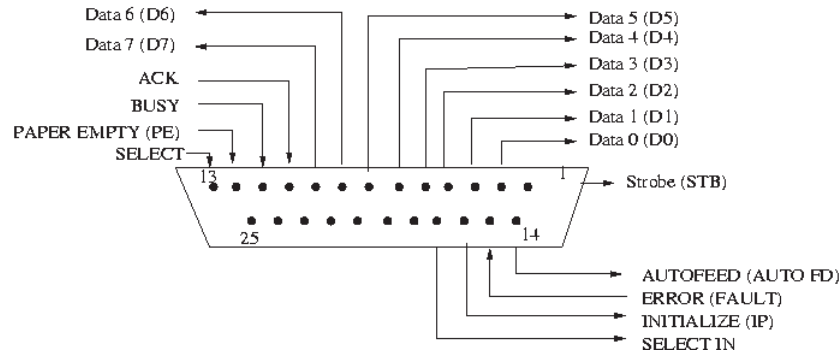 Data 6 (D6)
Data 7 (D7)
ACK
BUSY
PAPER EMPTY (PE)
SELECT
Data 5 (D5)
Data 4 (D4)
Data 3 (D3)
Data 2 (D2)
Data 1 (D1)
Data 0 (D0)
13
1
Strobe (STB)
25
14
AUTOFEED (AUTO FD)
ERROR (FAULT)
INITIALIZE (IP)
SELECT IN